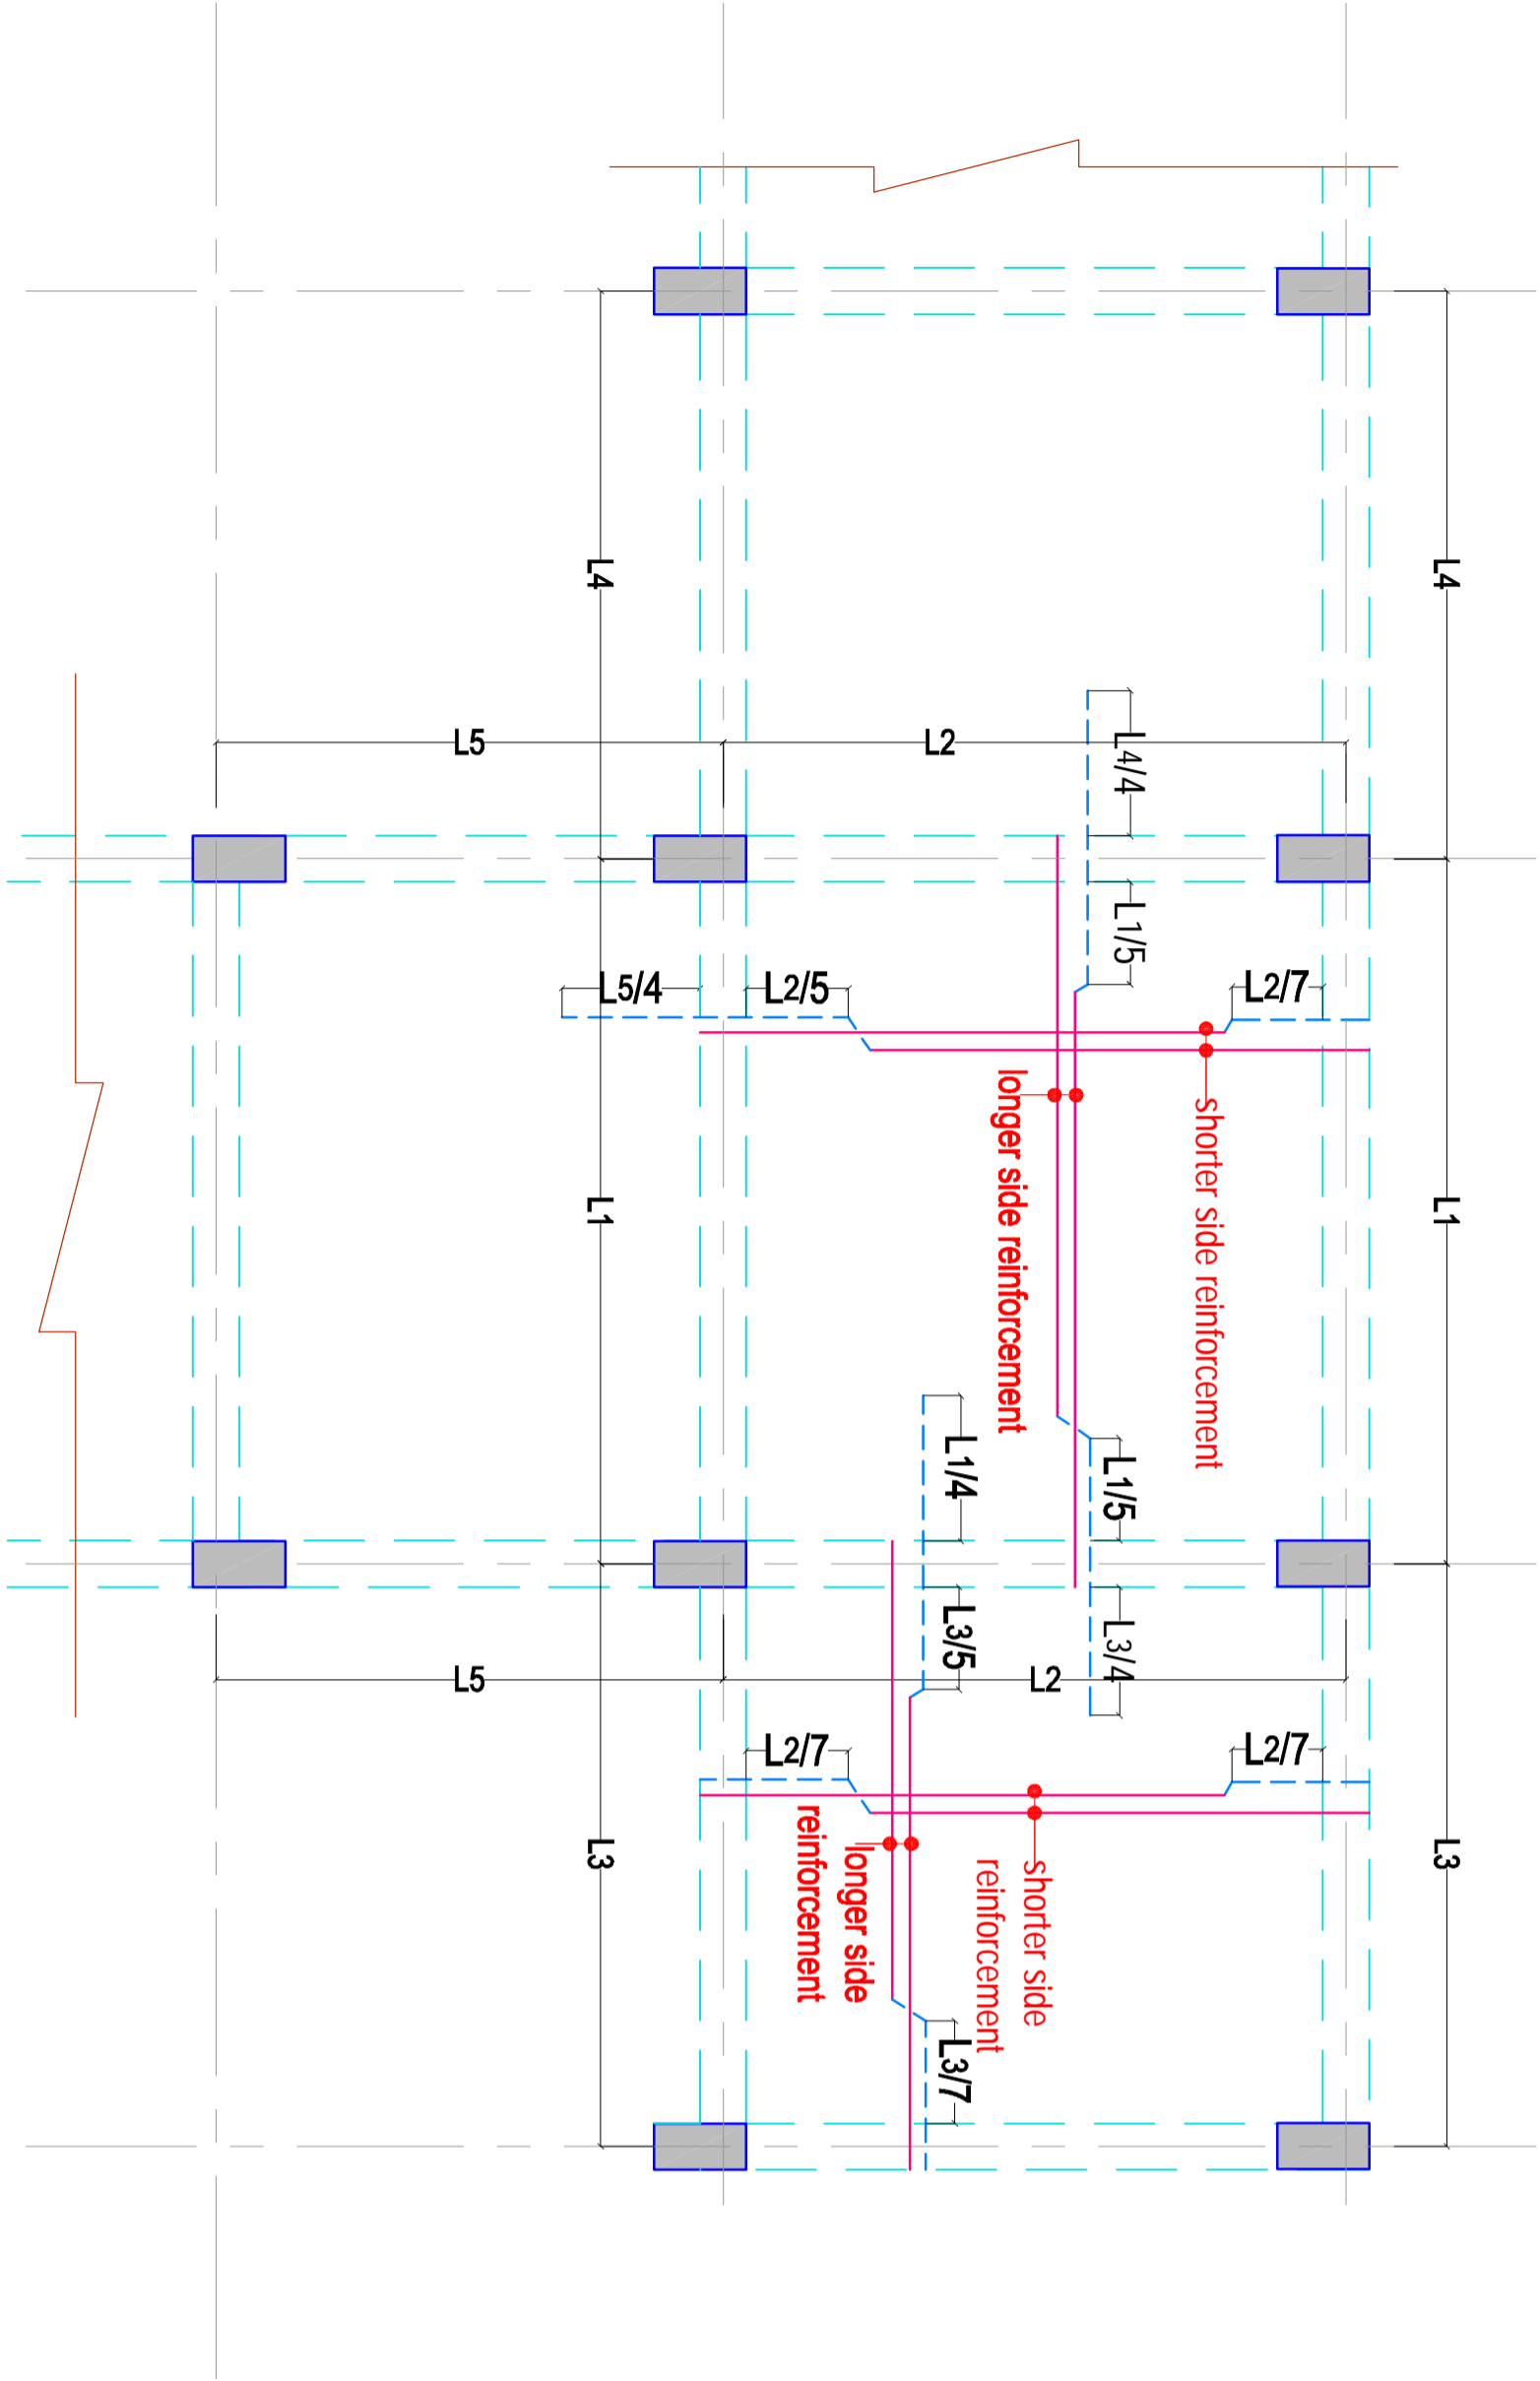 L4
L4
L5
L2
L4/4
L1/5
L5/4
L2/5
L2/7
shorter side reinforcement
longer side reinforcement
L1
L1
L1/4
L1/5
L3/5
L3/4
L5
L2
L2/7
L2/7
longer side
reinforcement
shorter side
reinforcement
L3
L3
L3/7